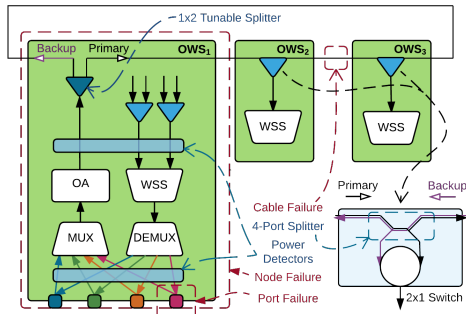 1x2 Tunable Splitter
Backup
Primary
OWS1
OWS2
OWS3
WSS
WSS
OA
WSS
MUX
DEMUX
Cable Failure
4-Port Splitter
Power
Detectors
Node Failure
Port Failure
Primary
Backup
2x1 Switch